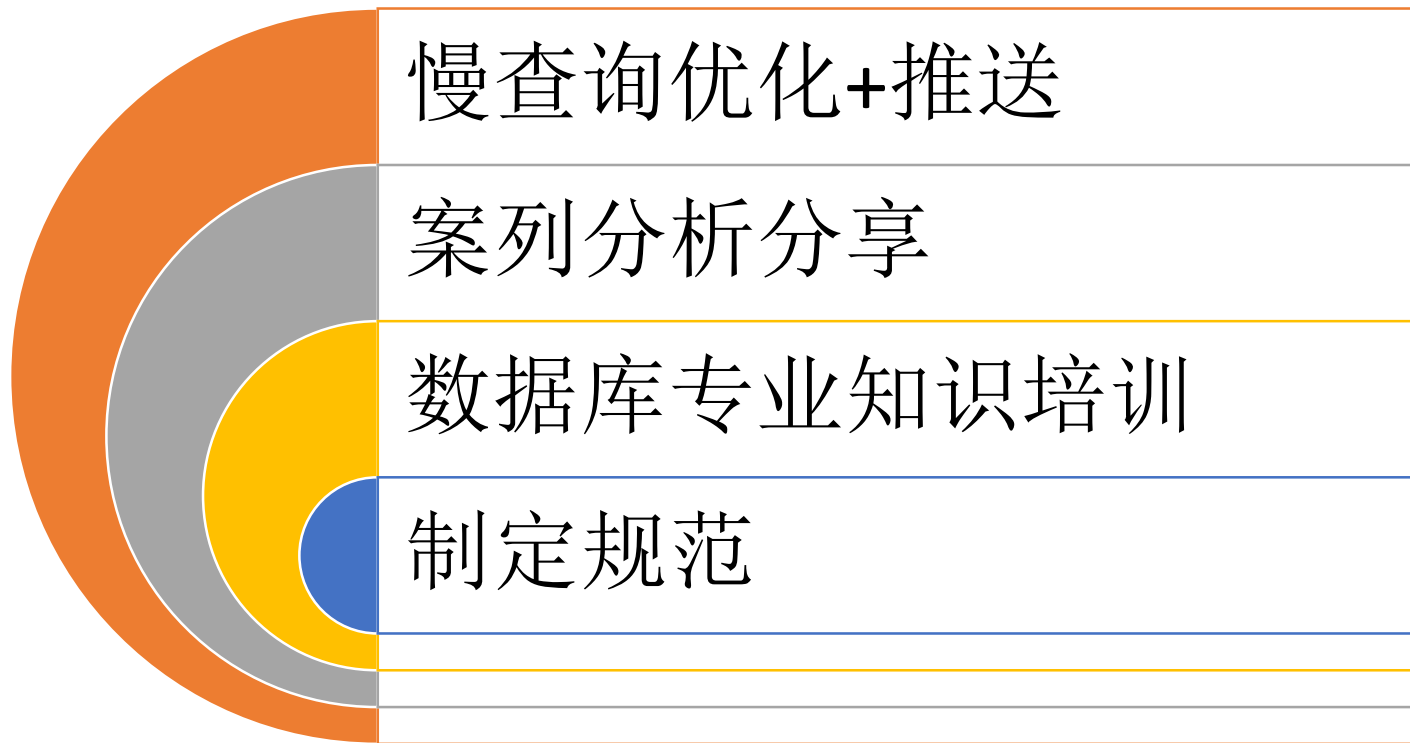 慢查询优化+推送
案列分析分享
数据库专业知识培训
制定规范